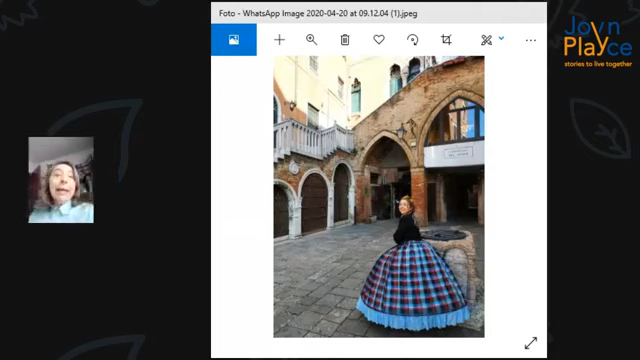 Foto - WhatsApp Image 2020-04-20 at 09.12.04 (1).jpeg
Joyn
Playce
stories to live together